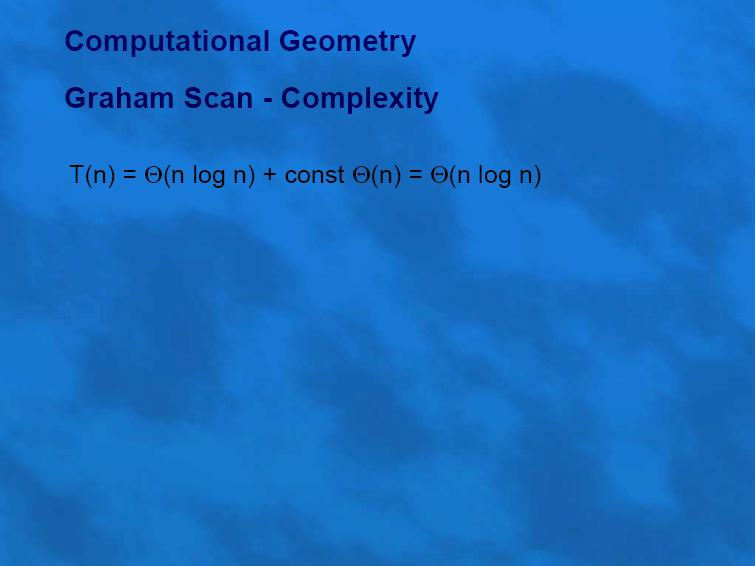 Computational Geometry
Graham Scan - Complexity
T(n) = Θ(n log n) + const Θ(n) = Θ(n log n)